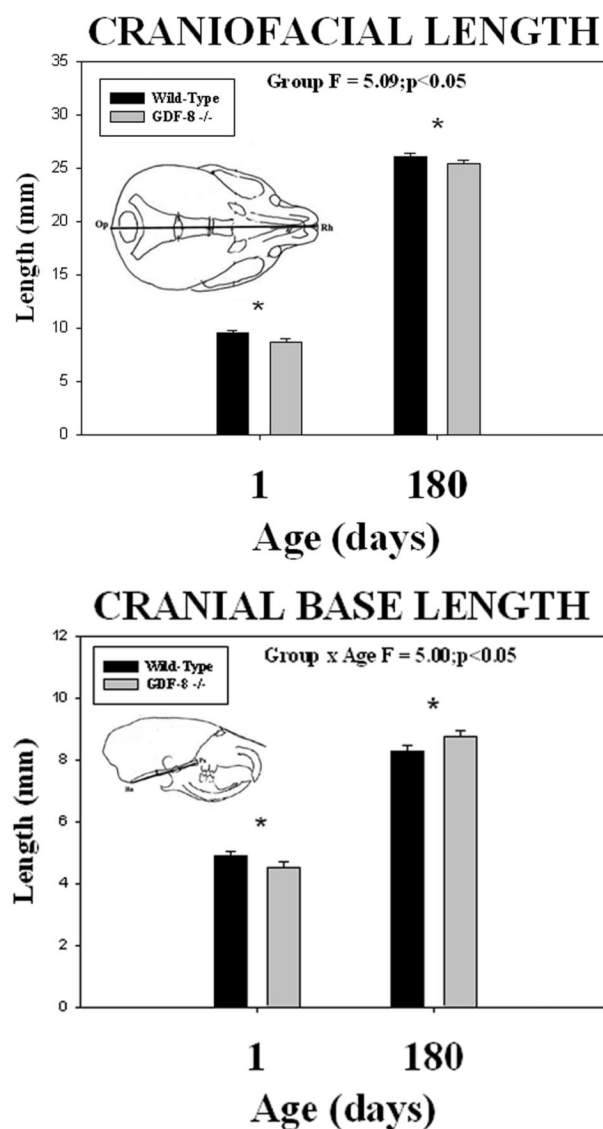 CRANIOFACIAL LENGTH
35
30
25
20
15
10
5
0
Length (mm)
Wild-Type
GDF-8 -/-
Group F = 5.09;p<0.05
*
*
Op
Rh
1
180
Age (days)
CRANIAL BASE LENGTH
12
10
8
6
4
2
0
Length (mm)
Wild-Type
GDF-8 -/-
Group x Age F = 5.00;p<0.05
*
*
Ba
Ps
1
180
Age (days)